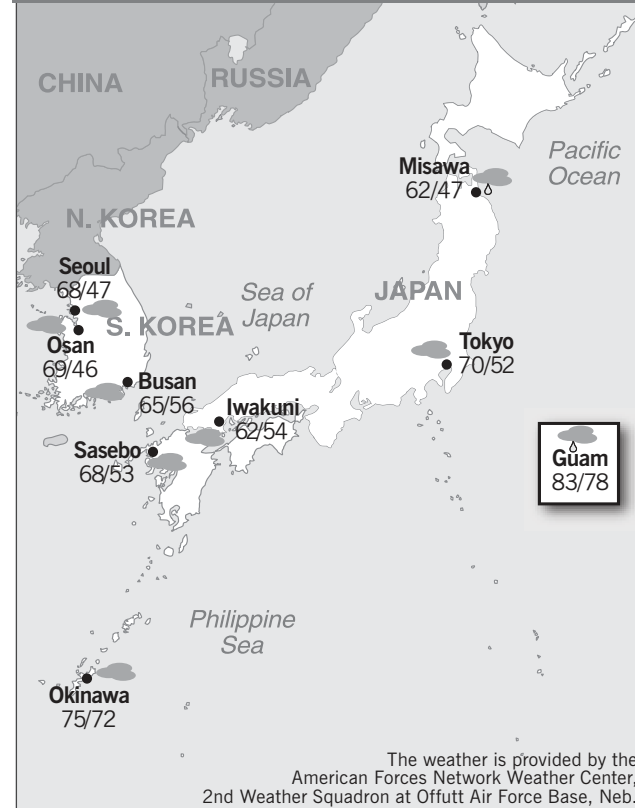 CHINA
RUSSIA
Pacific
Ocean
Misawa
62/47
N. KOREA
Seoul
68/47
Sea of
Japan
JAPAN
S. KOREA
Osan
69/46
Tokyo
70/52
Busan
65/56
Iwakuni
62/54
Sasebo
68/53
Guam
83/78
Philippine
Sea
Okinawa
75/72
The weather is provided by the
American Forces Network Weather Center,
2nd Weather Squadron at Offutt Air Force Base, Neb.